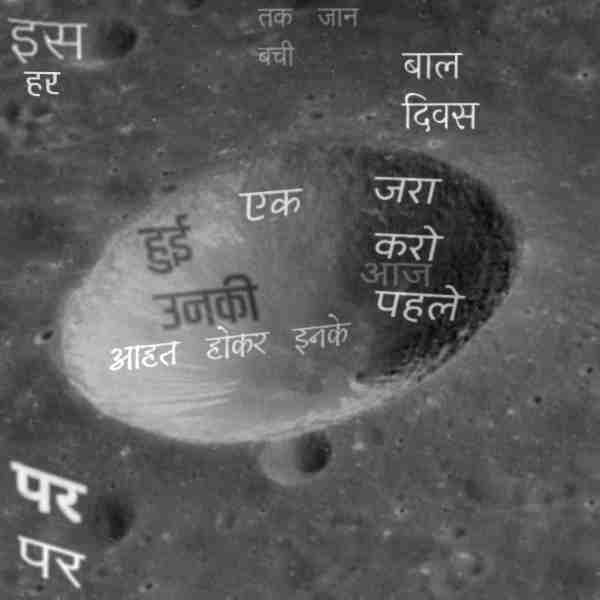 तक जान
बची
इस
हर
बाल
दिवस
एक
जरा
हुई
करो
आज
उनकी
पहले
आहत होकर इनके
पर
पर